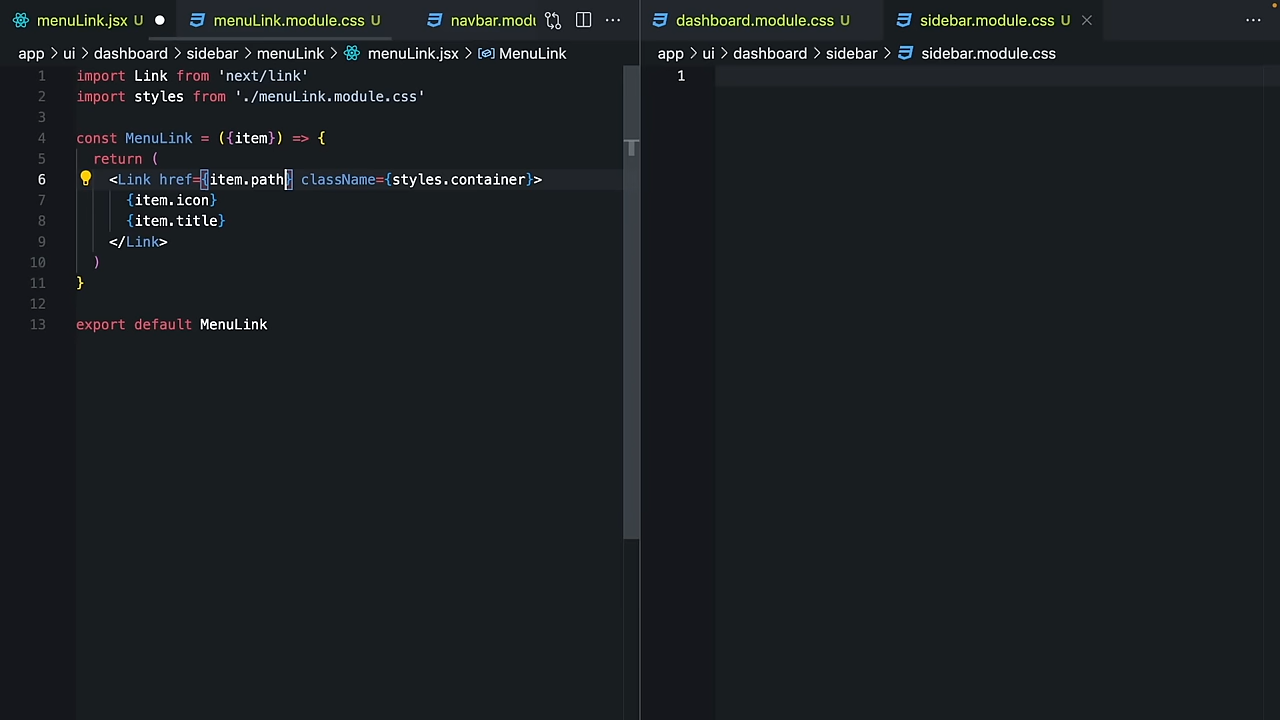 menuLink.jsx U
menuLink.module.css U
navbar.modu
...
dashboard.module.css U
sidebar.module.css U
...
app > ui > dashboard > sidebar > menuLink > menuLink.jsx > MenuLink
app > ui > dashboard > sidebar > sidebar.module.css
1 import Link from 'next/link'
2 import styles from './menuLink.module.css'
3
4 const MenuLink = ({item}) => {
5 return (
6 <Link href={item.path} className={styles.container}>
7 {item.icon}
8 {item.title}
9 </Link>
10 )
11 }
12
13 export default MenuLink
1